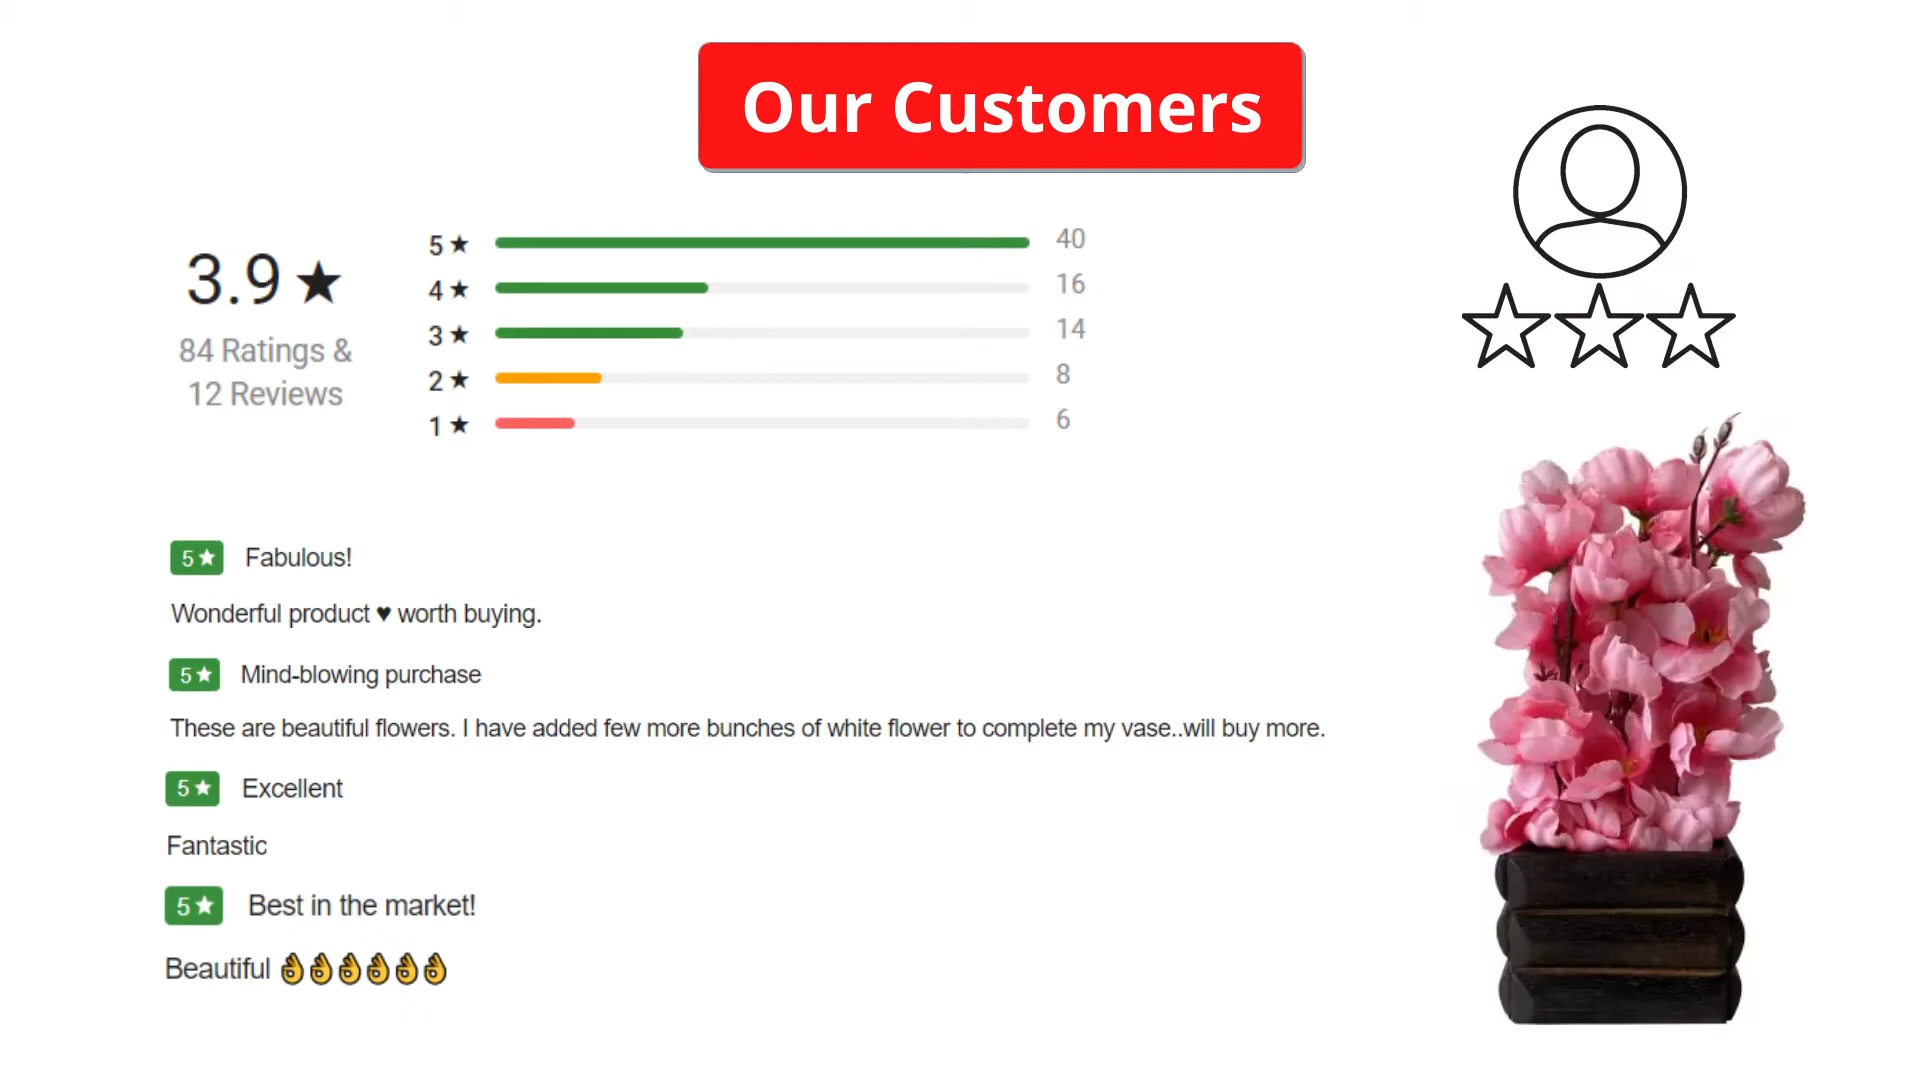 Our Customers
3.9 ★
84 Ratings &
12 Reviews
5 ★ 40
4 ★ 16
3 ★ 14
2 ★ 8
1 ★ 6
5 ★ Fabulous!
Wonderful product ♥ worth buying.
5 ★ Mind-blowing purchase
These are beautiful flowers. I have added few more bunches of white flower to complete my vase..will buy more.
5 ★ Excellent
Fantastic
5 ★ Best in the market!
Beautiful 👌👌👌👌👌👌